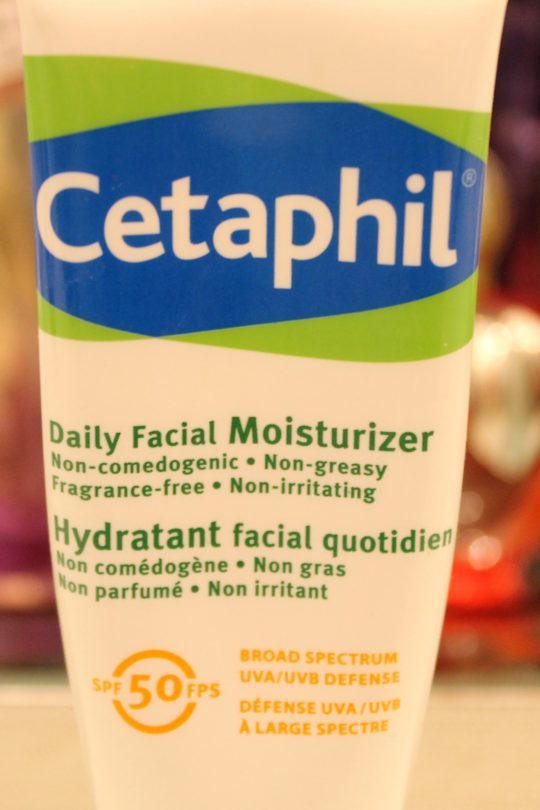 Cetaphil®
Daily Facial Moisturizer
Non-comedogenic • Non-greasy
Fragrance-free • Non-irritating
Hydratant facial quotidien
Non comédogène • Non gras
Non parfumé • Non irritant
SPF 50 FPS
BROAD SPECTRUM
UVA/UVB DEFENSE
DÉFENSE UVA/UVB
À LARGE SPECTRE